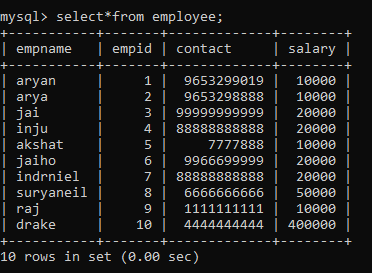 mysql> select*from employee;
+-----------+-------+-------------+--------+
| empname   | empid | contact     | salary |
+-----------+-------+-------------+--------+
| aryan     |     1 |  9653299019 |  10000 |
| arya      |     2 |  9653298888 |  10000 |
| jai       |     3 | 99999999999 |  20000 |
| inju      |     4 | 88888888888 |  20000 |
| akshat    |     5 |     7777888 |  10000 |
| jaiho     |     6 |  9966699999 |  20000 |
| indrniel  |     7 | 88888888888 |  20000 |
| suryaneil |     8 |  6666666666 |  50000 |
| raj       |     9 |  1111111111 |  10000 |
| drake     |    10 |  4444444444 | 400000 |
+-----------+-------+-------------+--------+
10 rows in set (0.00 sec)